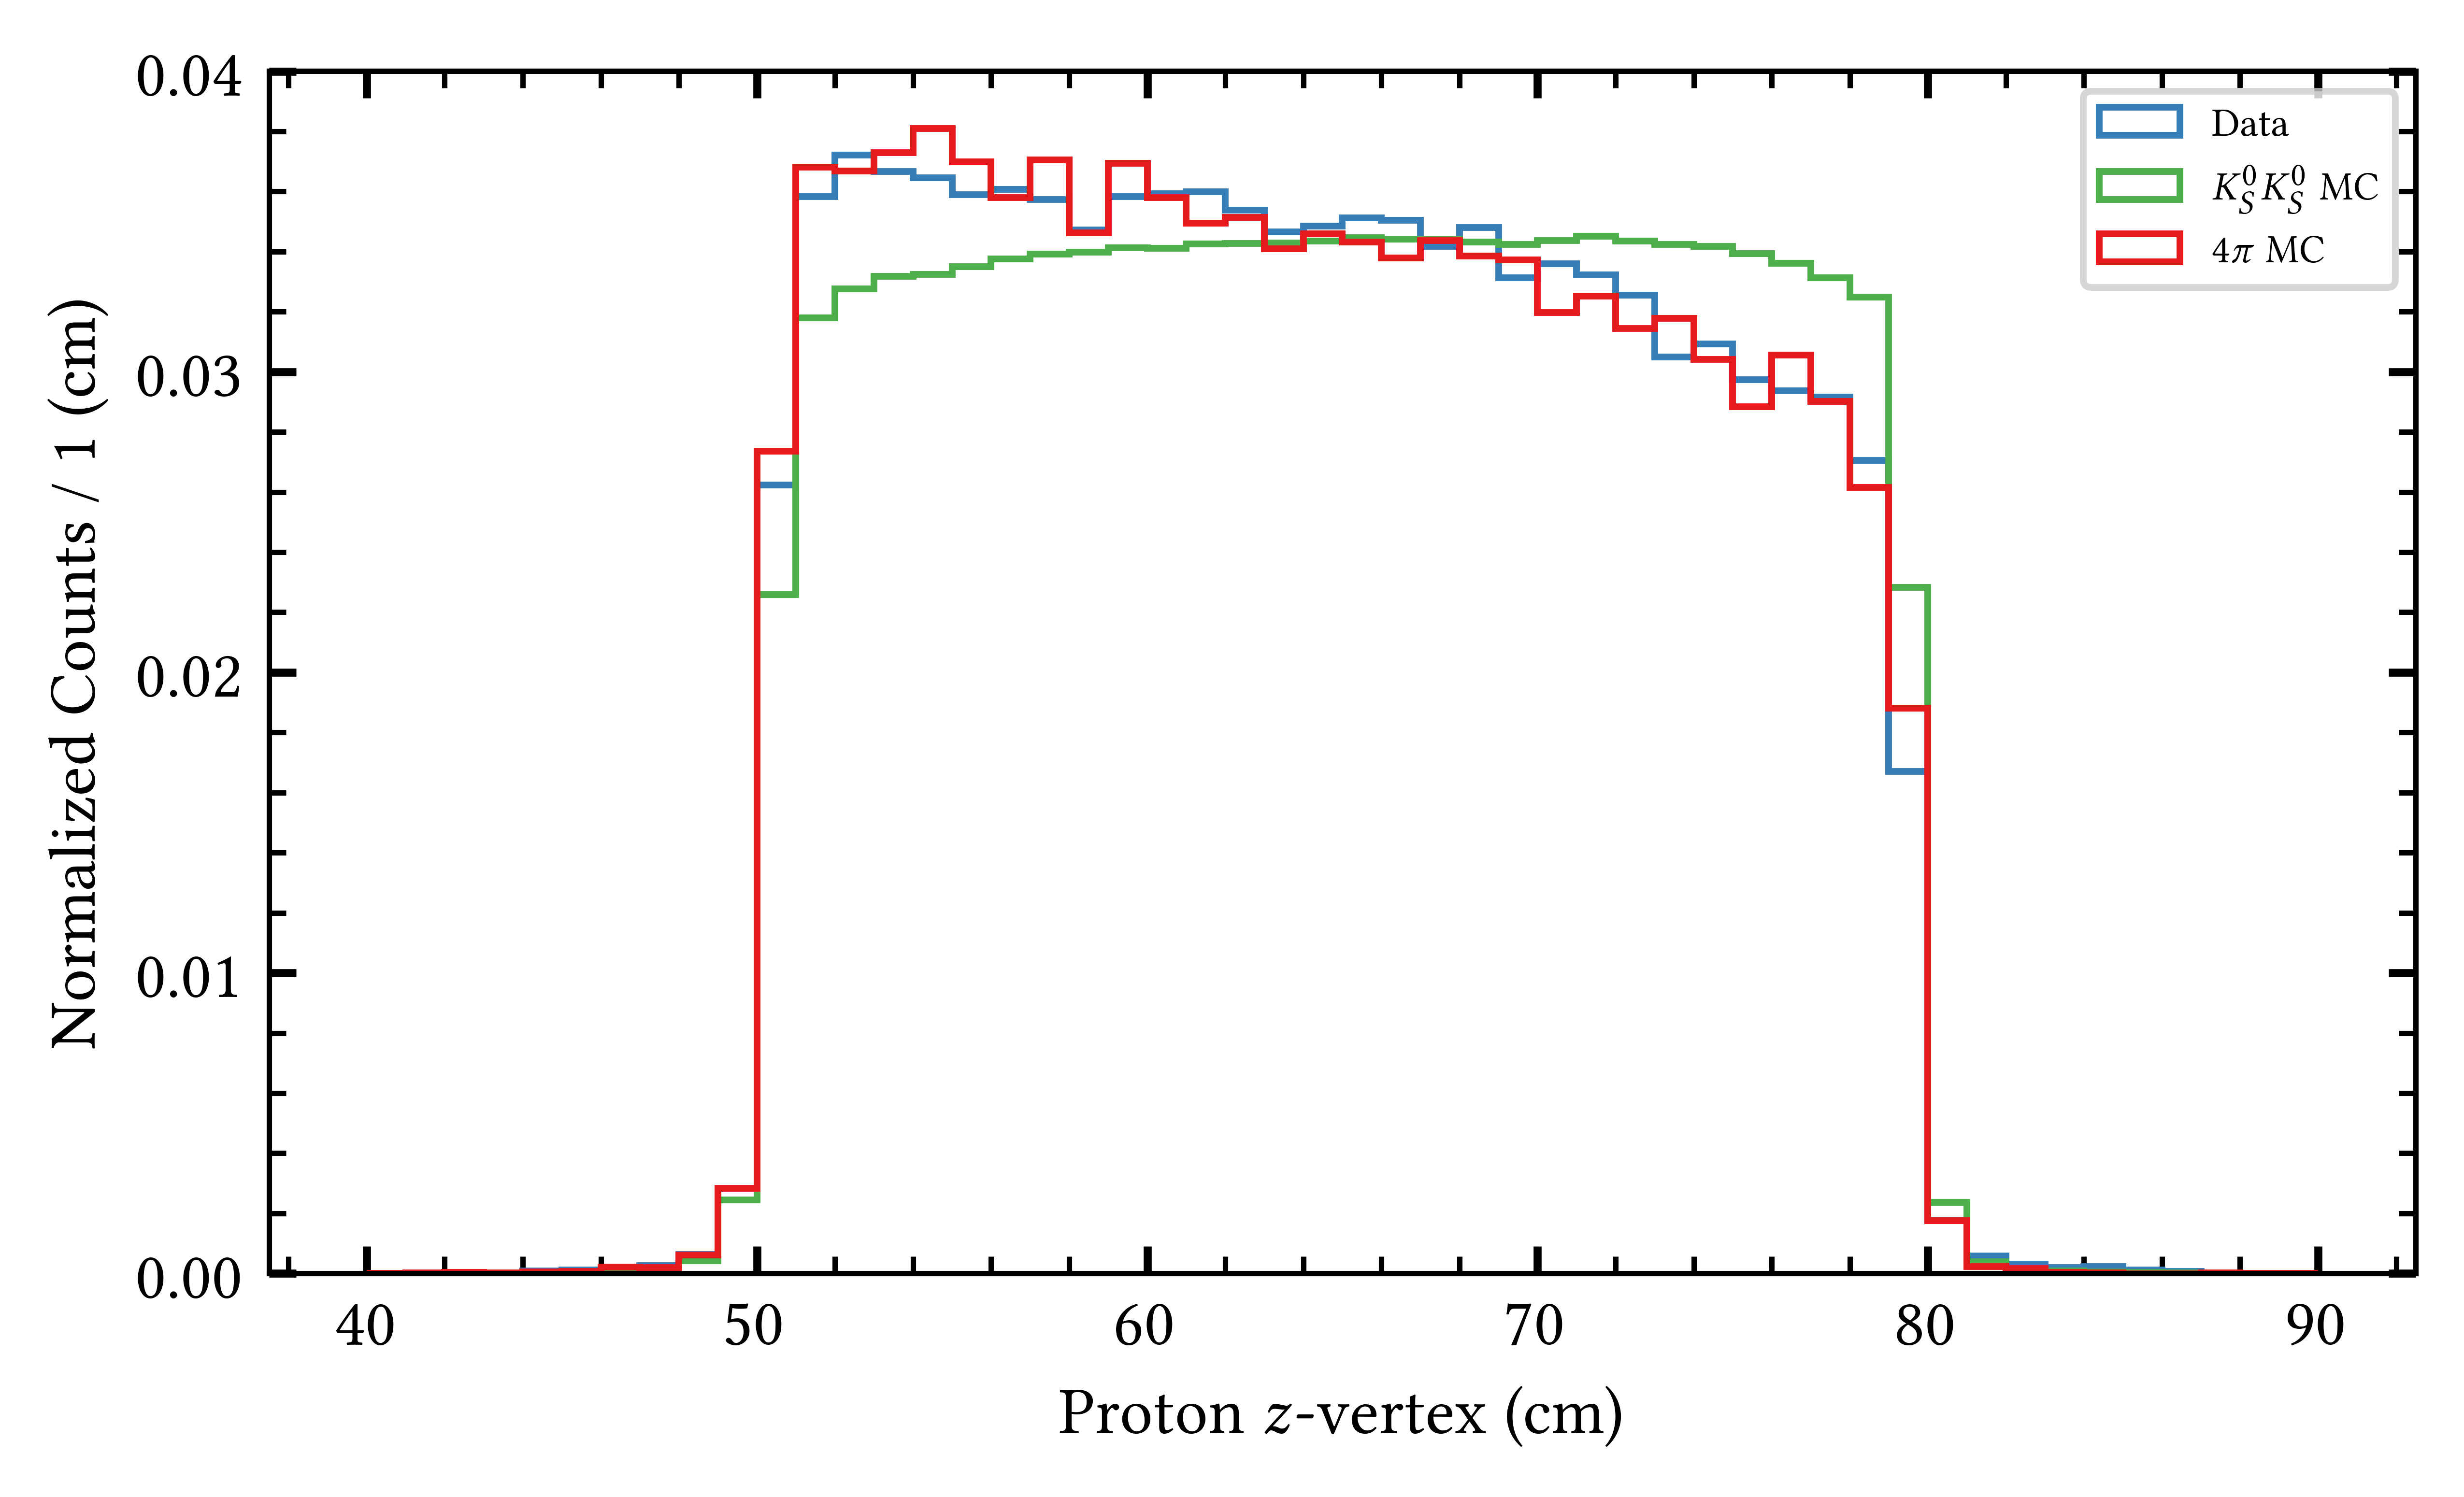 0.04
0.03
0.02
0.01
0.00
Normalized Counts / 1 (cm)
Data
$K_S^0 K_S^0$ MC
4π MC
40 50 60 70 80 90
Proton z-vertex (cm)